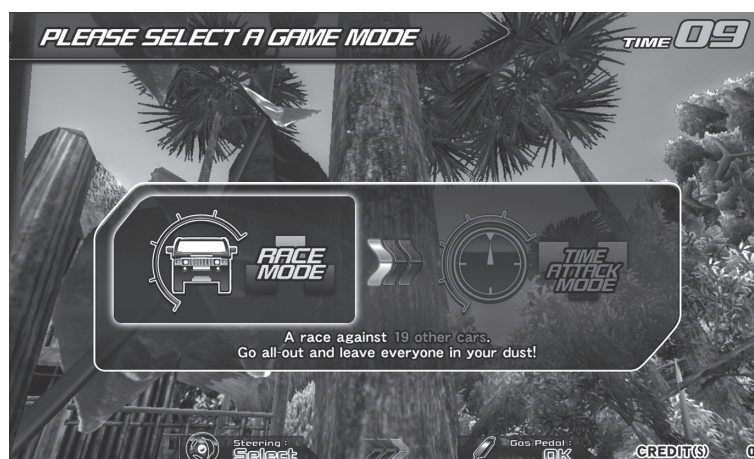 PLEASE SELECT A GAME MODE
TIME 09
RACE
MODE
TIME
ATTACK
MODE
A race against 19 other cars.
Go all-out and leave everyone in your dust!
Steering :
Select
Gas Pedal :
OK
CREDIT(S)